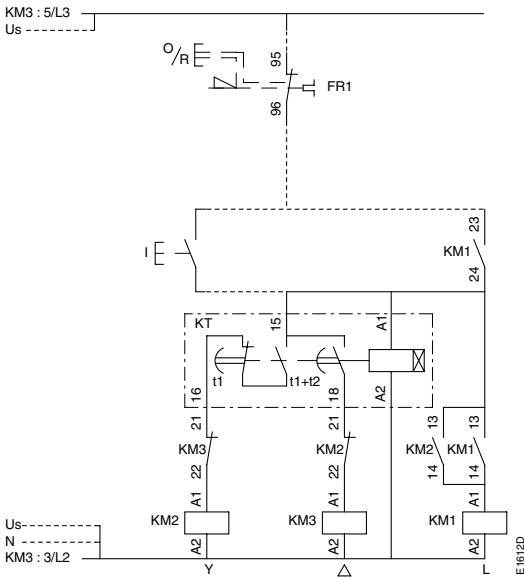 KM3 : 5/L3
Us
O/R
95
FR1
96
23
I
KM1
24
KT
15
A1
t1
t1+t2
16
18
A2
21
21
13
13
KM3
KM2
KM2
KM1
22
22
14
14
A1
A1
A1
KM2
KM3
KM1
Us
A2
A2
A2
N
KM3 : 3/L2
Y
△
L
E1612D